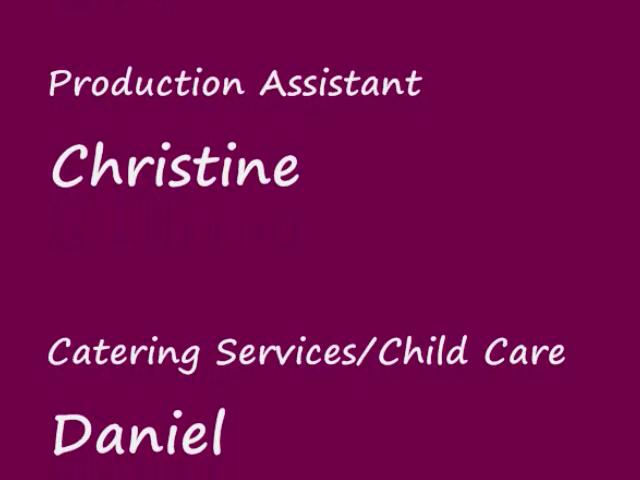 Production Assistant
Christine
Catering Services/Child Care
Daniel